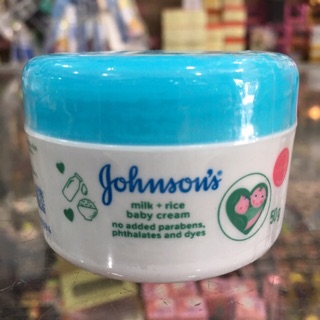 Johnson's
milk + rice
baby cream
no added parabens,
phthalates and dyes
50g